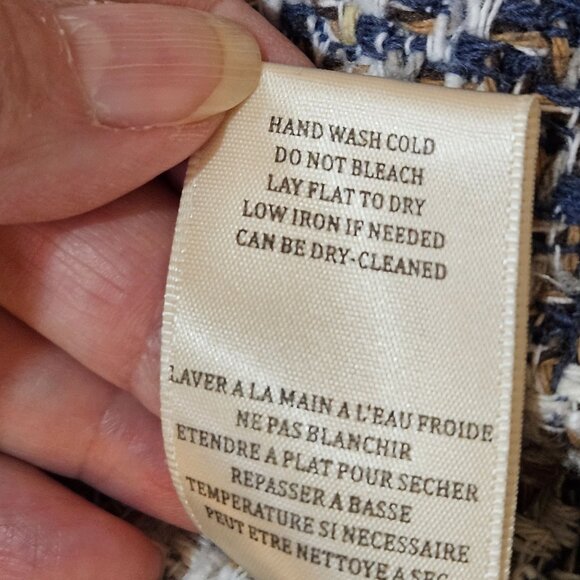 HAND WASH COLD
DO NOT BLEACH
LAY FLAT TO DRY
LOW IRON IF NEEDED
CAN BE DRY-CLEANED
LAVER A LA MAIN A L'EAU FROIDE
NE PAS BLANCHIR
ETENDRE A PLAT POUR SECHER
REPASSER A BASSE
TEMPERATURE SI NECESSAIRE
PEUT ETRE NETTOYE A SEC